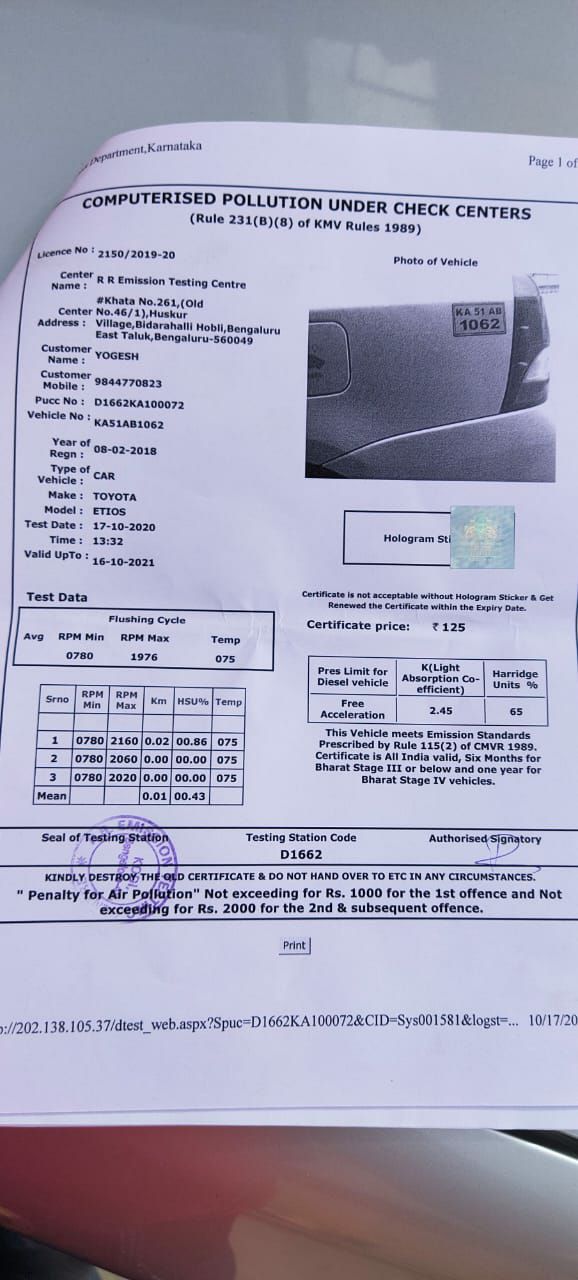 Department,Karnataka
Page 1 of
COMPUTERISED POLLUTION UNDER CHECK CENTERS
(Rule 231(B)(8) of KMV Rules 1989)
Licence No : 2150/2019-20
Center Name : R R Emission Testing Centre
Center Address : #Khata No.261,(Old
No.46/1),Huskur
Village,Bidarahalli Hobli,Bengaluru
East Taluk,Bengaluru-560049
Customer Name : YOGESH
Customer Mobile : 9844770823
Pucc No : D1662KA100072
Vehicle No : KA51AB1062
Year of Regn : 08-02-2018
Type of Vehicle : CAR
Make : TOYOTA
Model : ETIOS
Test Date : 17-10-2020
Time : 13:32
Valid UpTo : 16-10-2021
Photo of Vehicle
KA 51 AB
1062
Hologram Sti
Test Data
Flushing Cycle
Avg RPM Min RPM Max Temp
0780 1976 075
Srno RPM Min RPM Max Km HSU% Temp
1 0780 2160 0.02 00.86 075
2 0780 2060 0.00 00.00 075
3 0780 2020 0.00 00.00 075
Mean 0.01 00.43
Certificate is not acceptable without Hologram Sticker & Get
Renewed the Certificate within the Expiry Date.
Certificate price: ₹ 125
Pres Limit for Diesel vehicle K(Light Absorption Co-efficient) Harridge Units %
Free Acceleration 2.45 65
This Vehicle meets Emission Standards
Prescribed by Rule 115(2) of CMVR 1989.
Certificate is All India valid, Six Months for
Bharat Stage III or below and one year for
Bharat Stage IV vehicles.
Seal of Testing Station
Testing Station Code
D1662
Authorised Signatory
KINDLY DESTROY THE OLD CERTIFICATE & DO NOT HAND OVER TO ETC IN ANY CIRCUMSTANCES.
" Penalty for Air Pollution" Not exceeding for Rs. 1000 for the 1st offence and Not
exceeding for Rs. 2000 for the 2nd & subsequent offence.
Print
://202.138.105.37/dtest_web.aspx?Spuc=D1662KA100072&CID=Sys001581&logst=... 10/17/20